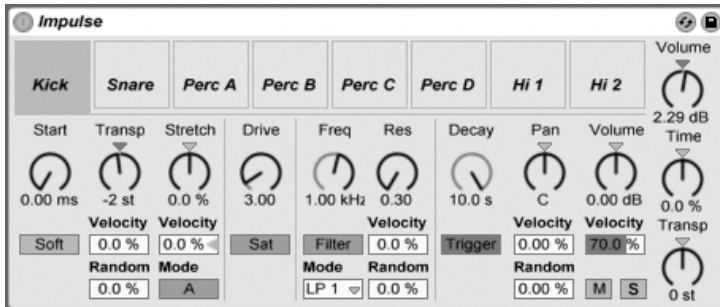 Impulse
Kick Snare Perc A Perc B Perc C Perc D Hi 1 Hi 2
Volume
2.29 dB
Start Transp Stretch Drive Freq Res Decay Pan Volume
Time
0.00 ms -2 st 0.0 % 3.00 1.00 kHz 0.30 10.0 s C 0.00 dB
0.0 %
Velocity Velocity Velocity Velocity Velocity
Soft 0.0 % 0.0 % Sat Filter 0.0 % Trigger 0.00 % 70.0 %
Transp
Random Mode Mode Random Random
0.0 % A LP 1 0.0 % 0.00 % M S
0 st